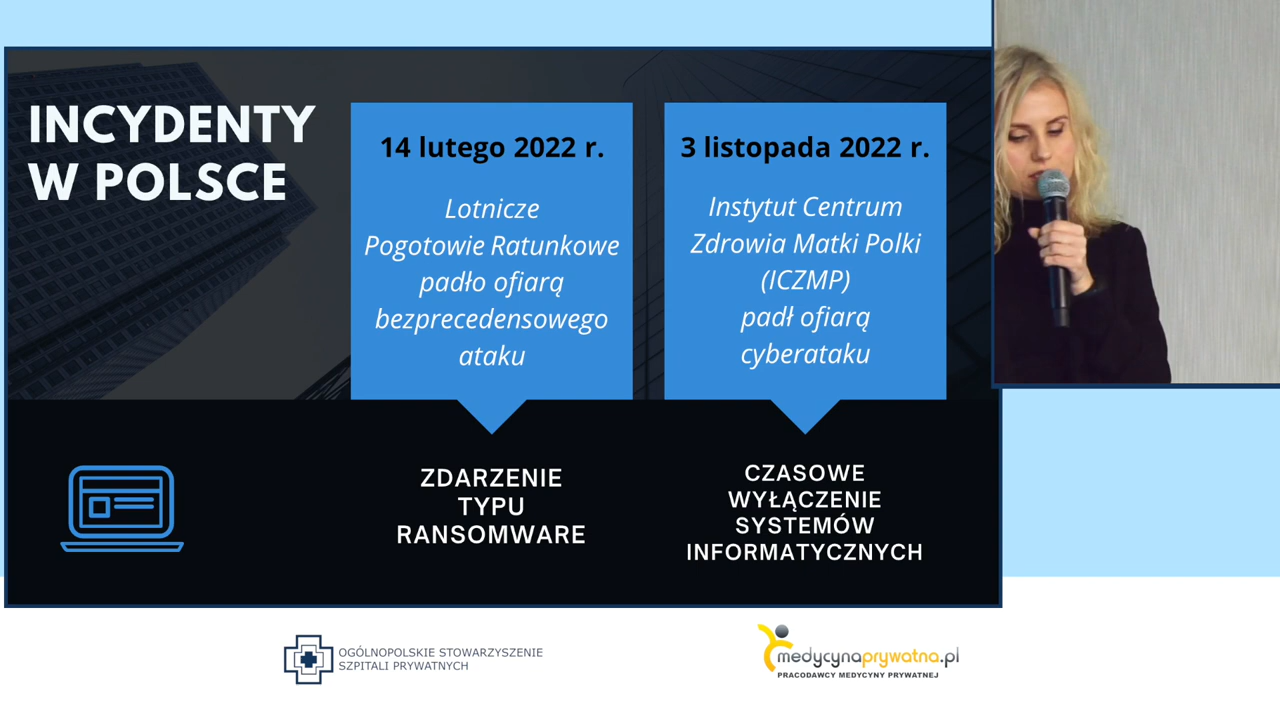 INCYDENTY
W POLSCE
14 lutego 2022 r.
Lotnicze
Pogotowie Ratunkowe
padło ofiarą
bezprecedensowego
ataku
ZDARZENIE
TYPU
RANSOMWARE
3 listopada 2022 r.
Instytut Centrum
Zdrowia Matki Polki
(ICZMP)
padł ofiarą
cyberataku
CZASOWE
WYŁĄCZENIE
SYSTEMÓW
INFORMATYCZNYCH
OGÓLNOPOLSKIE STOWARZYSZENIE
SZPITALI PRYWATNYCH
medycynaprywatna.pl
PRACODAWCY MEDYCYNY PRYWATNEJ